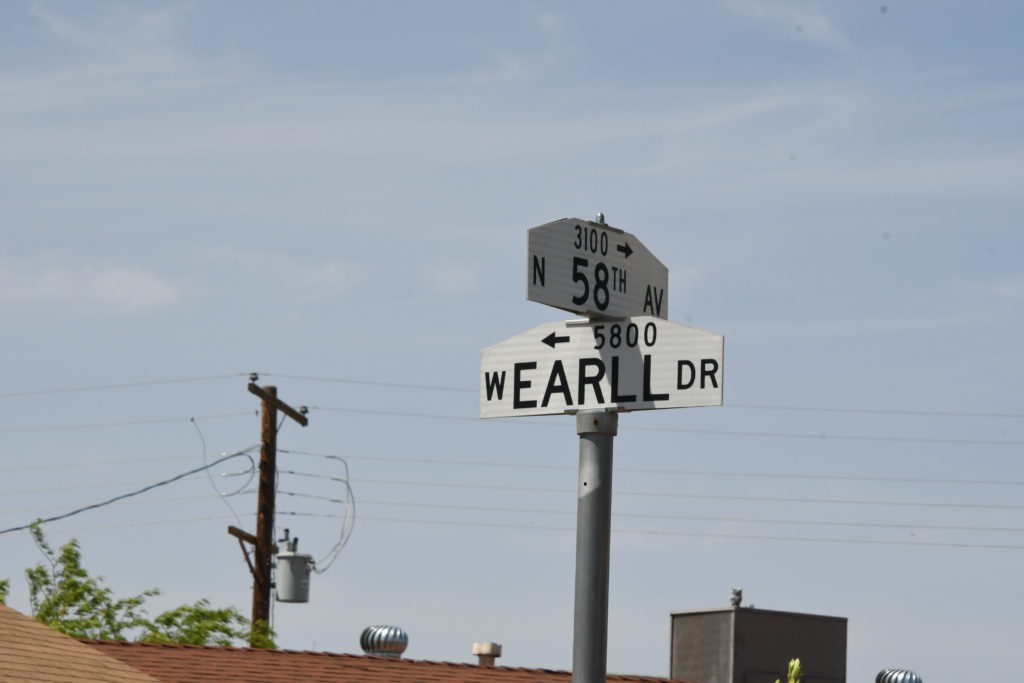 3100 →
N 58TH AV
← 5800
W EARLL DR